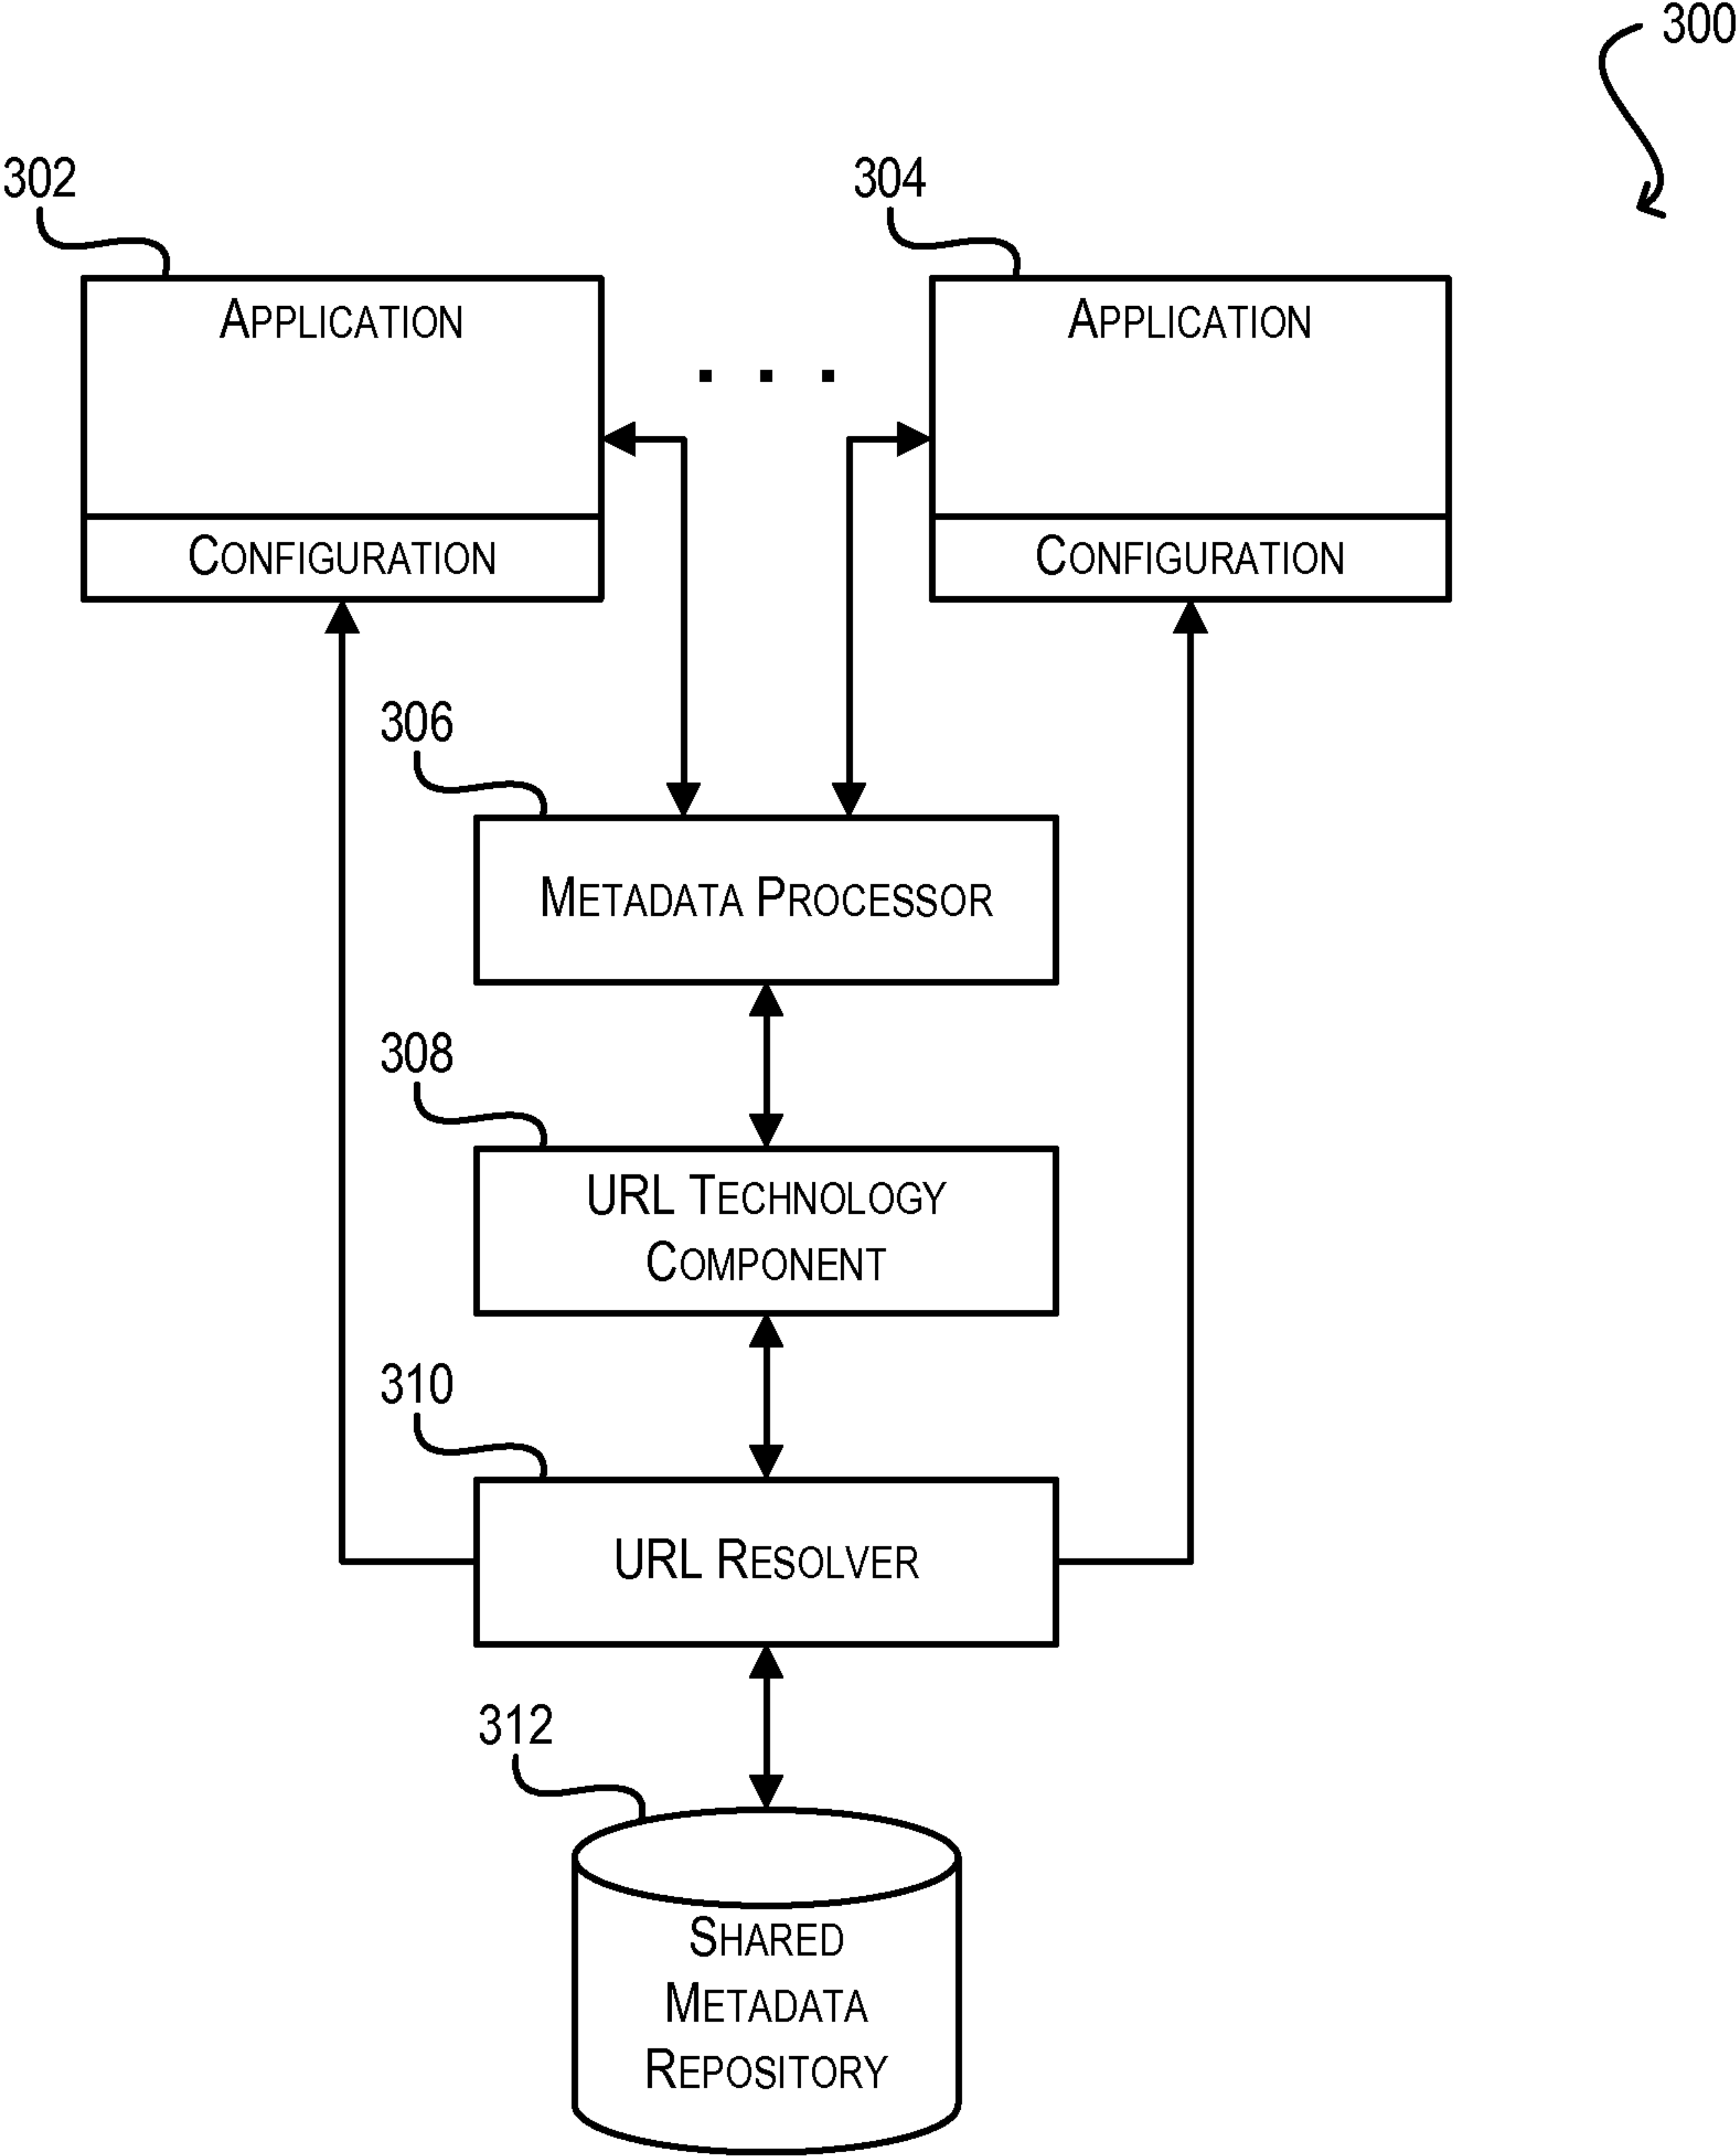 300
302
304
APPLICATION
APPLICATION
. . .
CONFIGURATION
CONFIGURATION
306
METADATA PROCESSOR
308
URL TECHNOLOGY
COMPONENT
310
URL RESOLVER
312
SHARED
METADATA
REPOSITORY